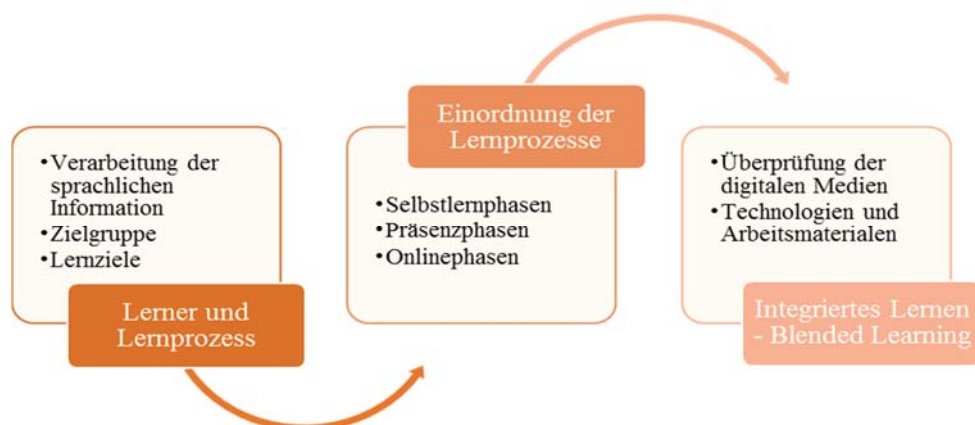 •Verarbeitung der
sprachlichen
Information
•Zielgruppe
•Lernziele
Lerner und
Lernprozess
Einordnung der
Lernprozesse
•Selbstlernphasen
•Präsenzphasen
•Onlinephasen
•Überprüfung der
digitalen Medien
•Technologien und
Arbeitsmaterialen
Integriertes Lernen
- Blended Learning